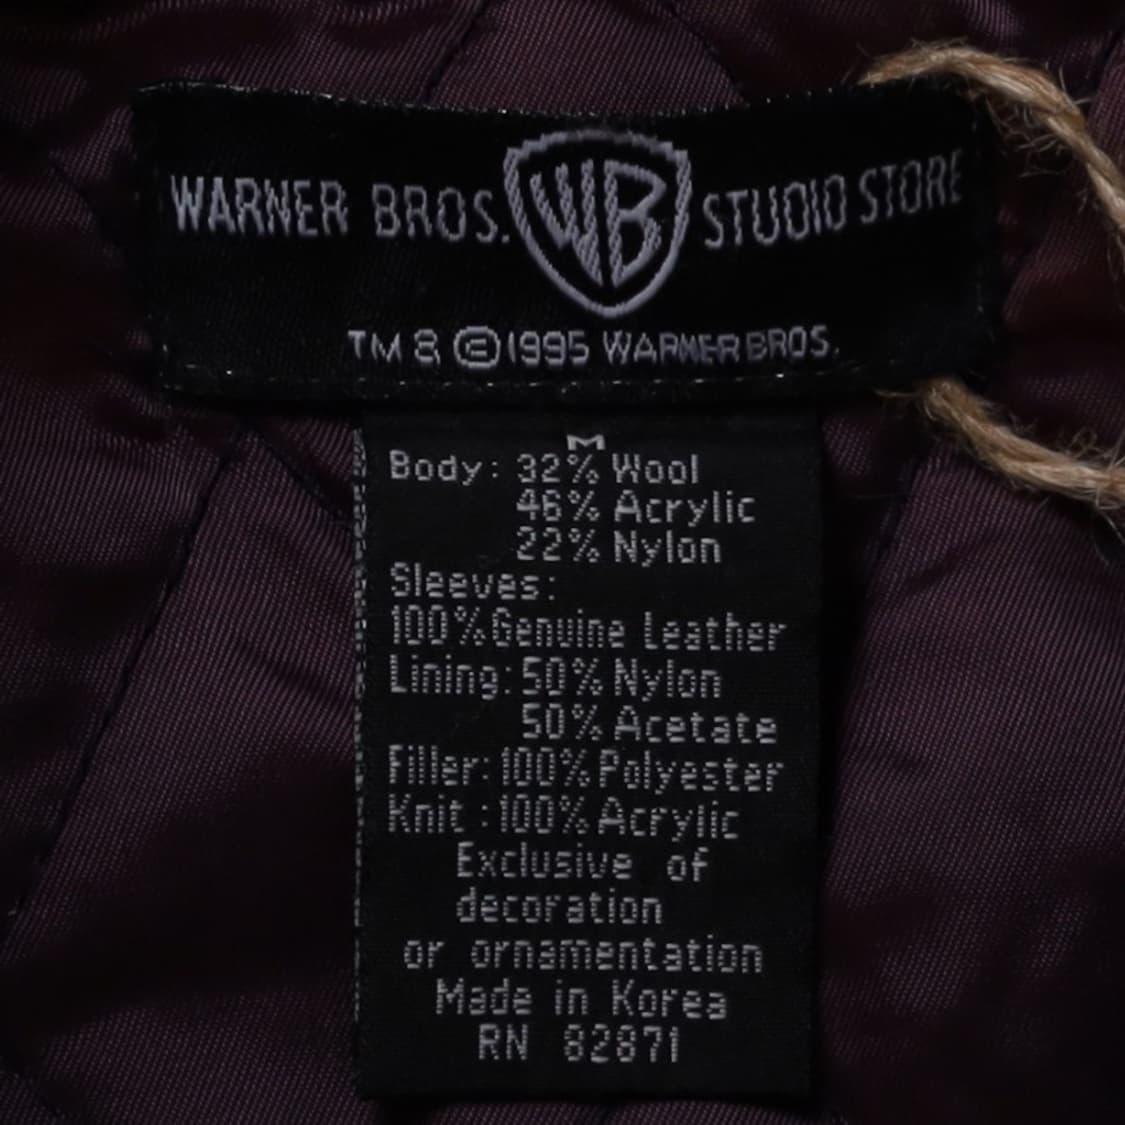 WARNER BROS. WB STUDIO STORE
TM & © 1995 WARNER BROS.
M
Body: 32% Wool
46% Acrylic
22% Nylon
Sleeves:
100% Genuine Leather
Lining: 50% Nylon
50% Acetate
Filler: 100% Polyester
Knit : 100% Acrylic
Exclusive of
decoration
or ornamentation
Made in Korea
RN 82871